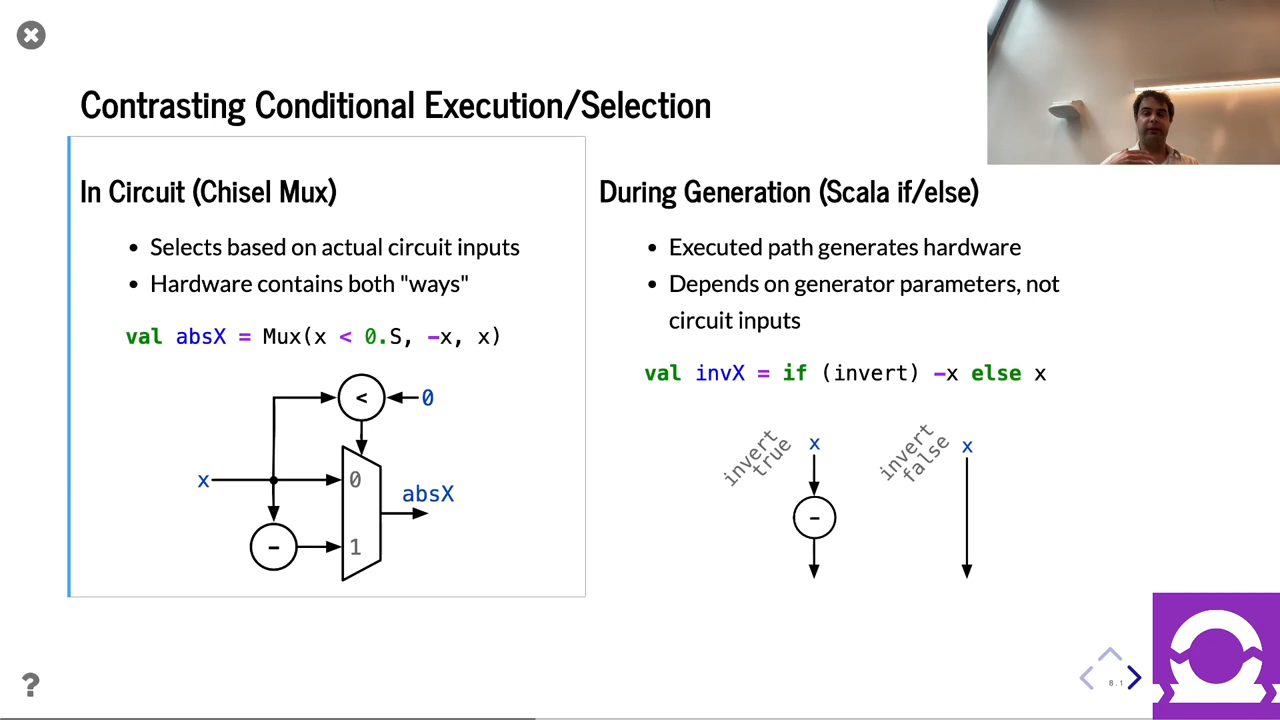 Contrasting Conditional Execution/Selection
In Circuit (Chisel Mux)
• Selects based on actual circuit inputs
• Hardware contains both "ways"
val absX = Mux(x < 0.S, -x, x)
<
0
x
0
absX
-
1
During Generation (Scala if/else)
• Executed path generates hardware
• Depends on generator parameters, not
circuit inputs
val invX = if (invert) -x else x
invert
true
x
-
invert
false
x
?
8.1